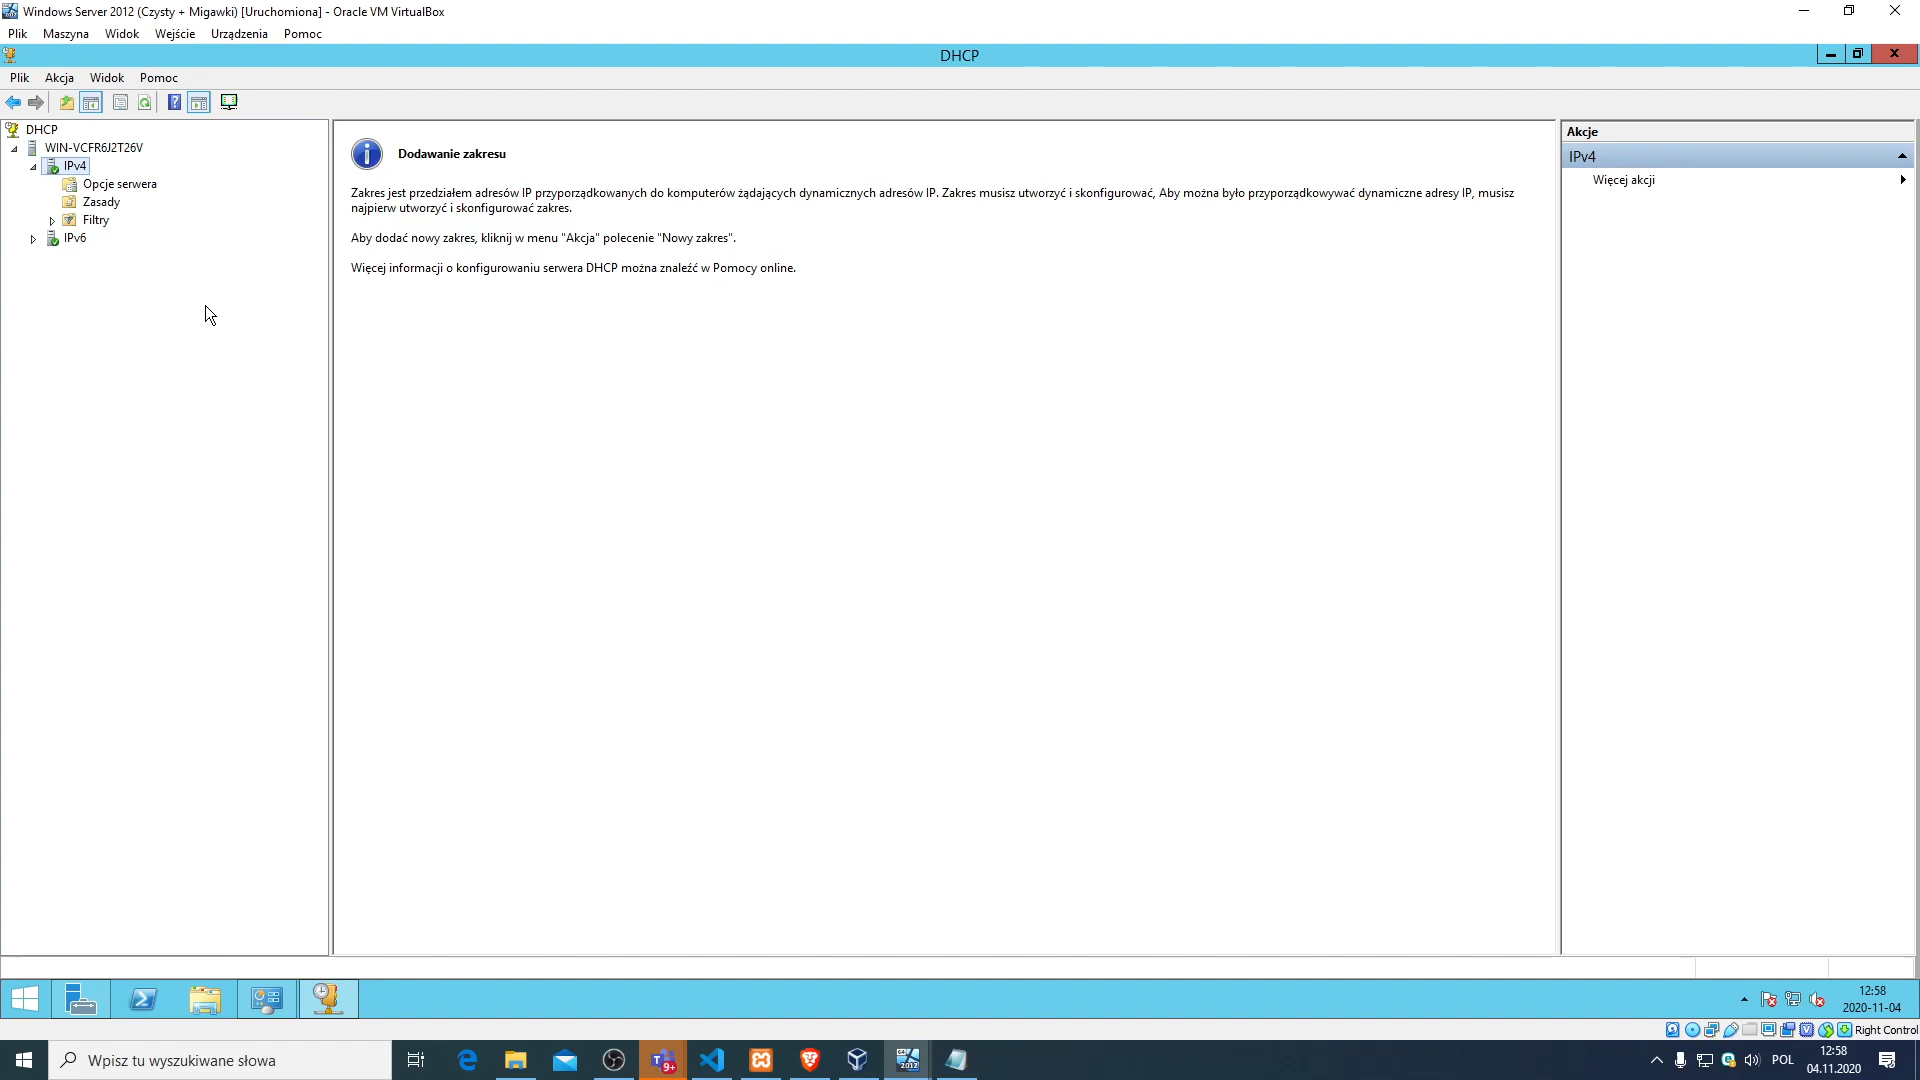 Windows Server 2012 (Czysty + Migawki) [Uruchomiona] - Oracle VM VirtualBox
Plik Maszyna Widok Wejście Urządzenia Pomoc
DHCP
Plik Akcja Widok Pomoc
DHCP
WIN-VCFR6J2T26V
IPv4
Opcje serwera
Zasady
Filtry
IPv6
Dodawanie zakresu
Zakres jest przedziałem adresów IP przyporządkowanych do komputerów żądających dynamicznych adresów IP. Zakres musisz utworzyć i skonfigurować, Aby można było przyporządkowywać dynamiczne adresy IP, musisz
najpierw utworzyć i skonfigurować zakres.
Aby dodać nowy zakres, kliknij w menu "Akcja" polecenie "Nowy zakres".
Więcej informacji o konfigurowaniu serwera DHCP można znaleźć w Pomocy online.
Akcje
IPv4
Więcej akcji
12:58
2020-11-04
Right Control
Wpisz tu wyszukiwane słowa
9+
2012
POL
12:58
04.11.2020